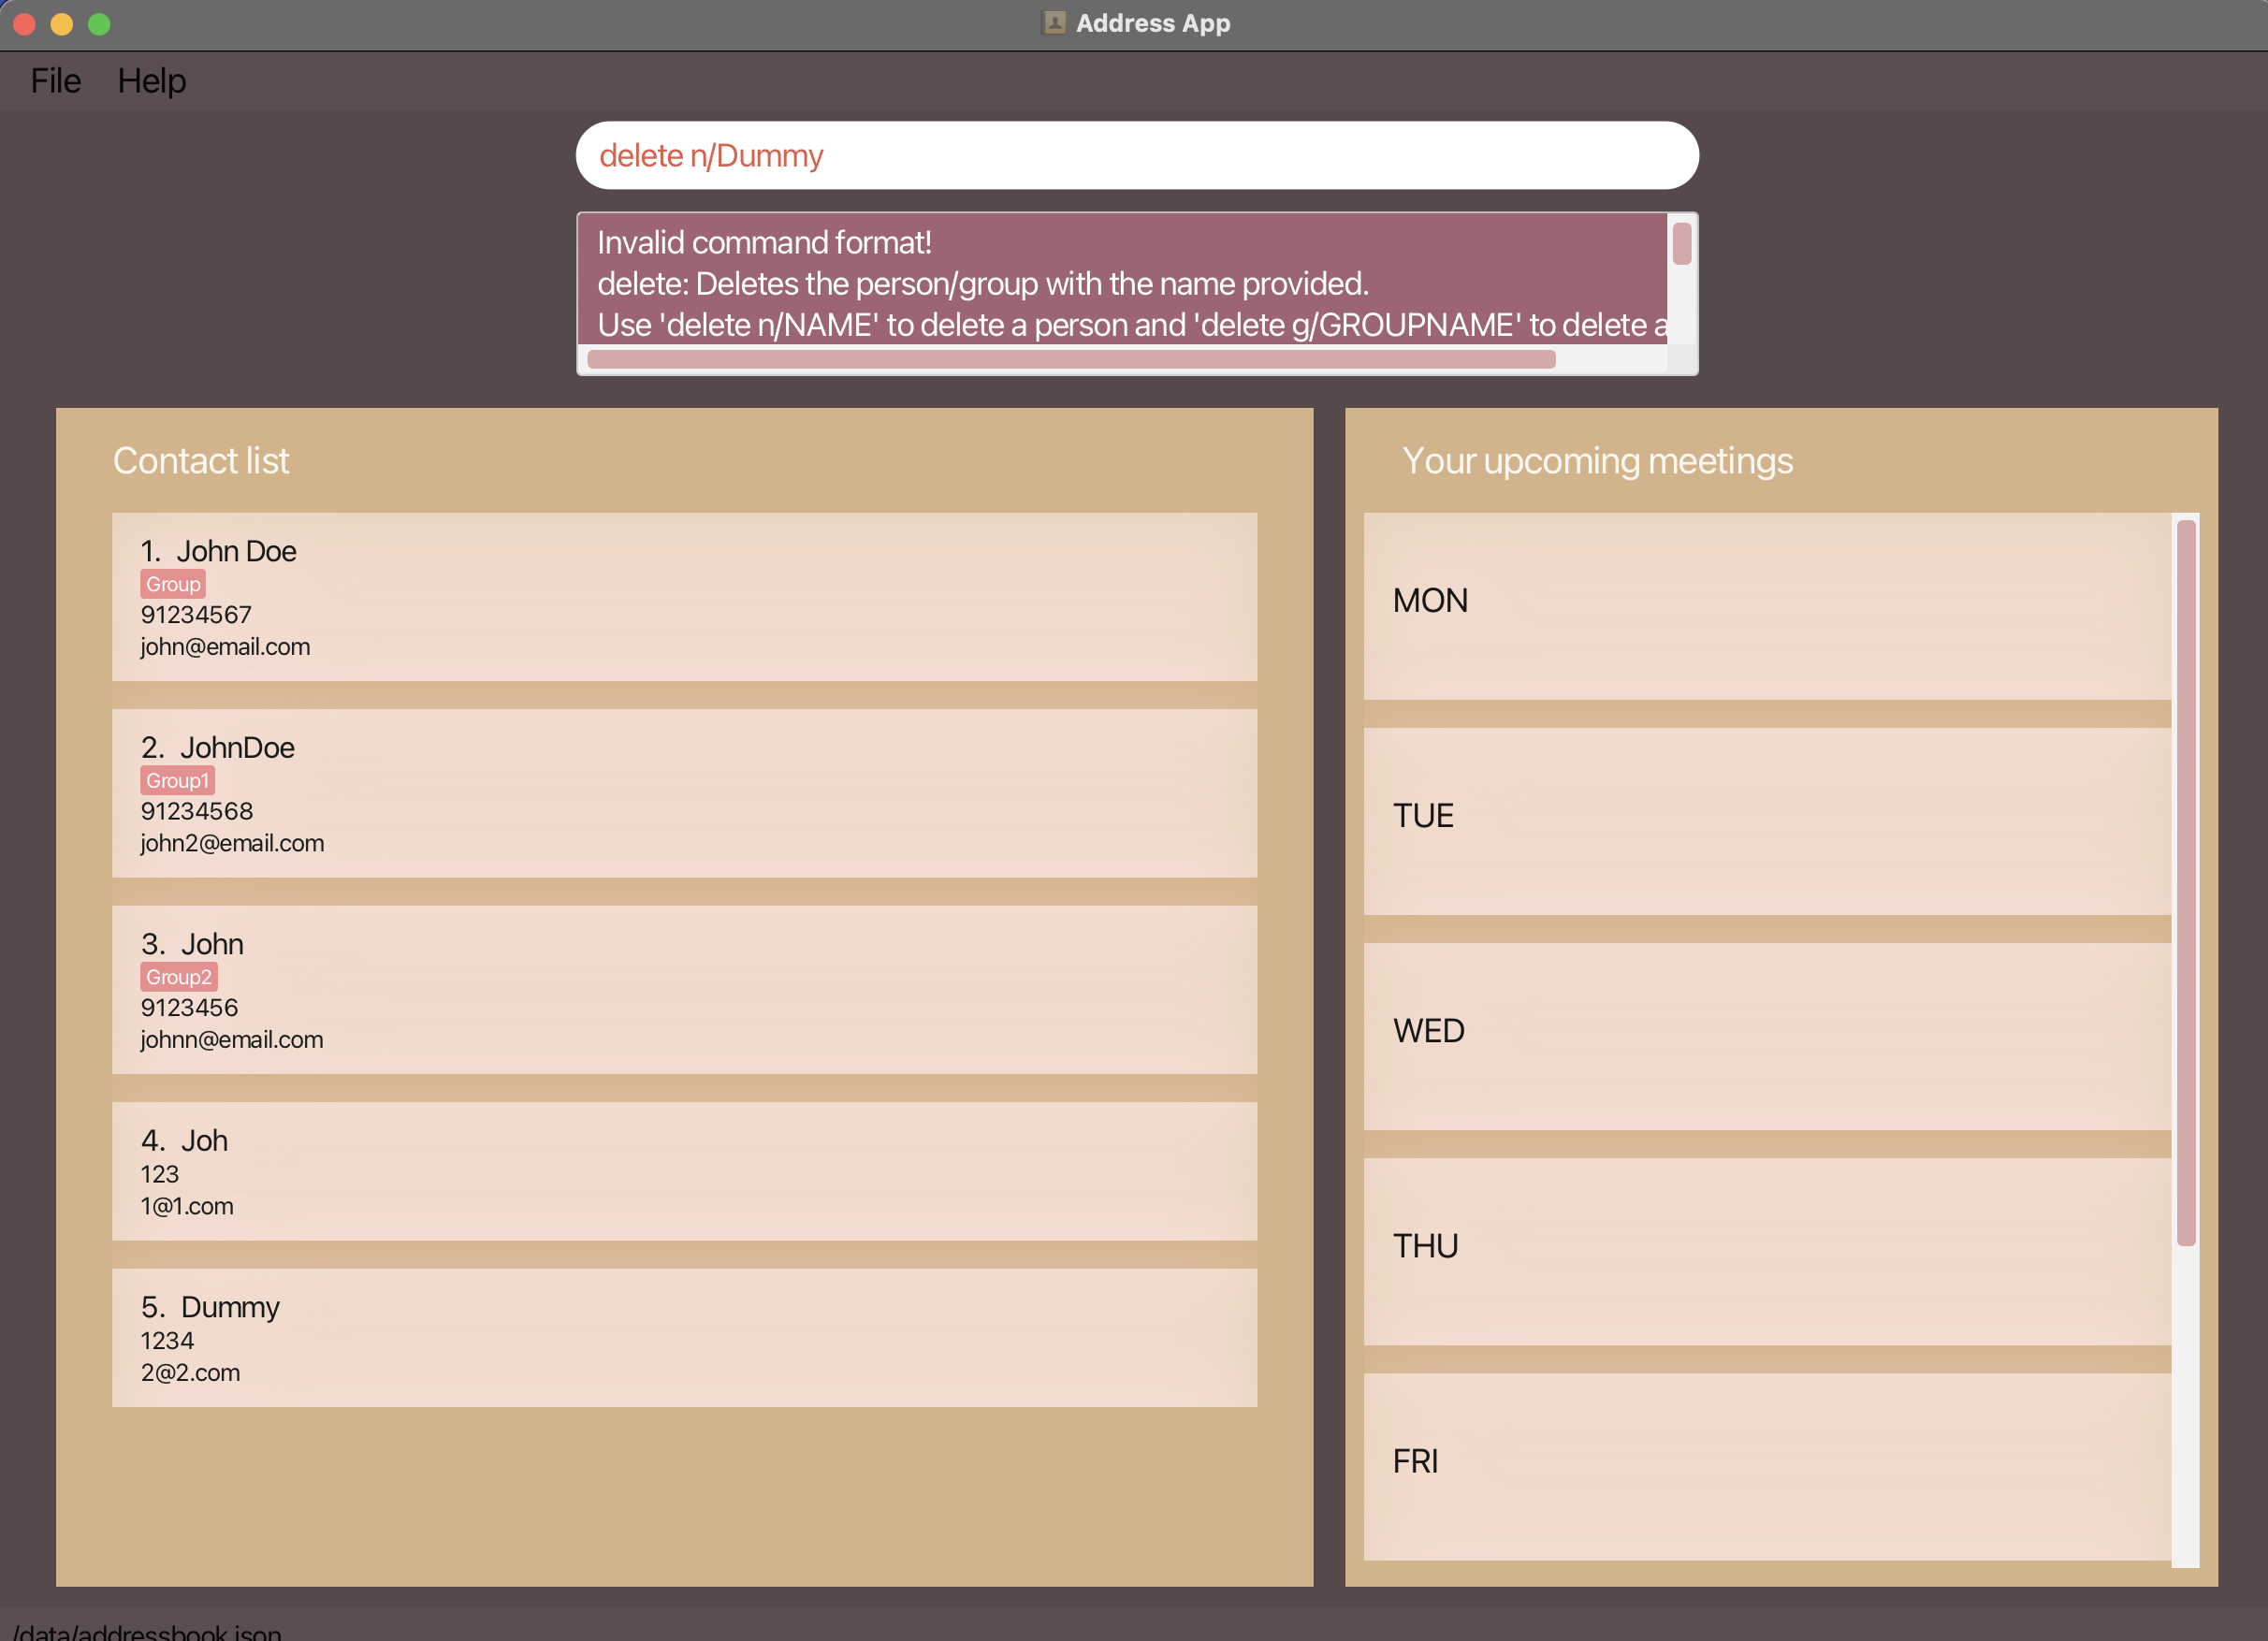 Address App
File Help
delete n/Dummy
Invalid command format!
delete: Deletes the person/group with the name provided.
Use 'delete n/NAME' to delete a person and 'delete g/GROUPNAME' to delete a
Contact list
1. John Doe
Group
91234567
john@email.com
2. JohnDoe
Group1
91234568
john2@email.com
3. John
Group2
9123456
johnn@email.com
4. Joh
123
1@1.com
5. Dummy
1234
2@2.com
Your upcoming meetings
MON
TUE
WED
THU
FRI
/data/addressbook.json